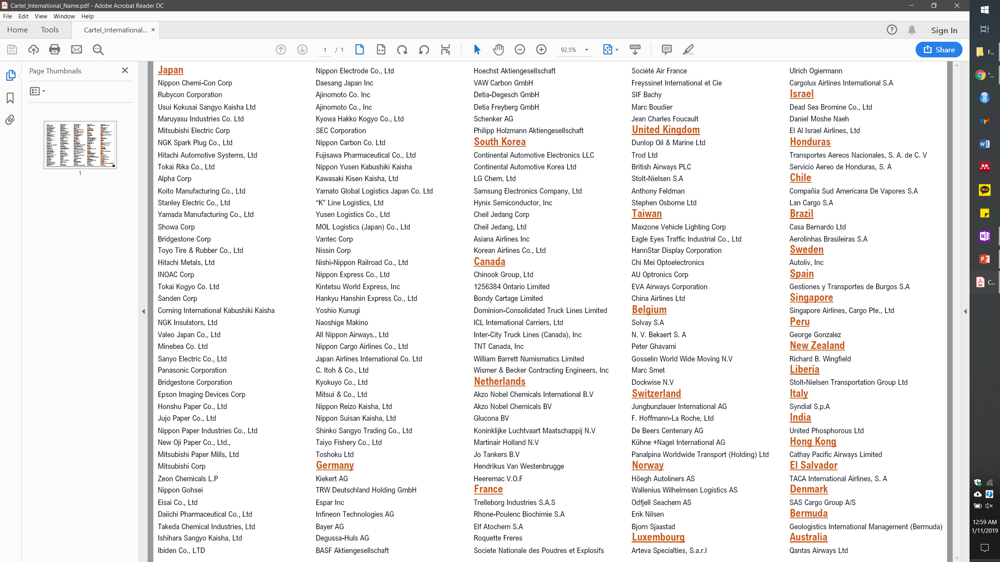 Cartel_International_Name.pdf - Adobe Acrobat Reader DC
File Edit View Window Help
Home Tools Cartel_International... ×
Sign In
1 / 1
92.5%
Share
Page Thumbnails
1
Japan
Nippon Chemi-Con Corp
Rubycon Corporation
Usui Kokusai Sangyo Kaisha Ltd
Maruyasu Industries Co. Ltd
Mitsubishi Electric Corp
NGK Spark Plug Co., Ltd
Hitachi Automotive Systems, Ltd
Tokai Rika Co., Ltd
Alpha Corp
Koito Manufacturing Co., Ltd
Stanley Electric Co., Ltd
Yamada Manufacturing Co., Ltd
Showa Corp
Bridgestone Corp
Toyo Tire & Rubber Co., Ltd
Hitachi Metals, Ltd
INOAC Corp
Tokai Kogyo Co. Ltd
Sanden Corp
Corning International Kabushiki Kaisha
NGK Insulators, Ltd
Valeo Japan Co., Ltd
Minebea Co. Ltd
Sanyo Electric Co., Ltd
Panasonic Corporation
Bridgestone Corporation
Epson Imaging Devices Corp
Honshu Paper Co., Ltd
Jujo Paper Co., Ltd
Nippon Paper Industries Co., Ltd
New Oji Paper Co., Ltd.,
Mitsubishi Paper Mills, Ltd
Mitsubishi Corp
Zeon Chemicals L.P
Nippon Gohsei
Eisai Co., Ltd
Daiichi Pharmaceutical Co., Ltd
Takeda Chemical Industries, Ltd
Ishihara Sangyo Kaisha, Ltd
Ibiden Co., LTD
Nippon Electrode Co., Ltd
Daesang Japan Inc
Ajinomoto Co. Inc
Ajinomoto Co., Inc
Kyowa Hakko Kogyo Co., Ltd
SEC Corporation
Nippon Carbon Co. Ltd
Fujisawa Pharmaceutical Co., Ltd
Nippon Yusen Kabushiki Kaisha
Kawasaki Kisen Kaisha, Ltd
Yamato Global Logistics Japan Co. Ltd
“K” Line Logistics, Ltd
Yusen Logistics Co., Ltd
MOL Logistics (Japan) Co., Ltd
Vantec Corp
Nissin Corp
Nishi-Nippon Railroad Co., Ltd
Nippon Express Co., Ltd
Kintetsu World Express, Inc
Hankyu Hanshin Express Co., Ltd
Yoshio Kunugi
Naoshige Makino
All Nippon Airways., Ltd
Nippon Cargo Airlines Co., Ltd
Japan Airlines International Co. Ltd
C. Itoh & Co., Ltd
Kyokuyo Co., Ltd
Mitsui & Co., Ltd
Nippon Reizo Kaisha, Ltd
Nippon Suisan Kaisha, Ltd
Shinko Sangyo Trading Co., Ltd
Taiyo Fishery Co., Ltd
Toshoku Ltd
Germany
Kiekert AG
TRW Deutschland Holding GmbH
Espar Inc
Infineon Technologies AG
Bayer AG
Degussa-Huls AG
BASF Aktiengesellschaft
Hoechst Aktiengesellschaft
VAW Carbon GmbH
Detia-Degesch GmbH
Detia Freyberg GmbH
Schenker AG
Philipp Holzmann Aktiengesellschaft
South Korea
Continental Automotive Electronics LLC
Continental Automotive Korea Ltd
LG Chem, Ltd
Samsung Electronics Company, Ltd
Hynix Semiconductor, Inc
Cheil Jedang Corp
Cheil Jedang, Ltd
Asiana Airlines Inc
Korean Airlines Co., Ltd
Canada
Chinook Group, Ltd
1256384 Ontario Limited
Bondy Cartage Limited
Dominion-Consolidated Truck Lines Limited
ICL International Carriers, Ltd
Inter-City Truck Lines (Canada), Inc
TNT Canada, Inc
William Barrett Numismatics Limited
Wismer & Becker Contracting Engineers, Inc
Netherlands
Akzo Nobel Chemicals International B.V
Akzo Nobel Chemicals BV
Glucona BV
Koninklijke Luchtvaart Maatschappij N.V
Martinair Holland N.V
Jo Tankers B.V
Hendrikus Van Westenbrugge
Heeremac V.O.F
France
Trelleborg Industries S.A.S
Rhone-Poulenc Biochimie S.A
Elf Atochem S.A
Roquette Freres
Societe Nationale des Poudres et Explosifs
Société Air France
Freyssinet International et Cie
SIF Bachy
Marc Boudier
Jean Charles Foucault
United Kingdom
Dunlop Oil & Marine Ltd
Trod Ltd
British Airways PLC
Stolt-Nielsen S.A
Anthony Feldman
Stephen Osborne Ltd
Taiwan
Maxzone Vehicle Lighting Corp
Eagle Eyes Traffic Industrial Co., Ltd
HannStar Display Corporation
Chi Mei Optoelectronics
AU Optronics Corp
EVA Airways Corporation
China Airlines Ltd
Belgium
Solvay S.A
N. V. Bekaert S. A
Peter Ghavami
Gosselin World Wide Moving N.V
Marc Smet
Dockwise N.V
Switzerland
Jungbunzlauer International AG
F. Hoffmann-La Roche, Ltd
De Beers Centenary AG
Kühne +Nagel International AG
Panalpina Worldwide Transport (Holding) Ltd
Norway
Höegh Autoliners AS
Wallenius Wilhelmsen Logistics AS
Odfjell Seachem AS
Erik Nilsen
Bjorn Sjaastad
Luxembourg
Arteva Specialties, S.a.r.l
Ulrich Ogiermann
Cargolux Airlines International S.A
Israel
Dead Sea Bromine Co., Ltd
Daniel Moshe Naeh
El Al Israel Airlines, Ltd
Honduras
Transportes Aereos Nacionales, S. A. de C. V
Servicio Aereo de Honduras, S. A
Chile
Compañia Sud Americana De Vapores S.A
Lan Cargo S.A
Brazil
Casa Bernardo Ltd
Aerolinhas Brasileiras S.A
Sweden
Autoliv, Inc
Spain
Gestiones y Transportes de Burgos S.A
Singapore
Singapore Airlines, Cargo Pte., Ltd
Peru
George Gonzalez
New Zealand
Richard B. Wingfield
Liberia
Stolt-Nielsen Transportation Group Ltd
Italy
Syndial S.p.A
India
United Phosphorous Ltd
Hong Kong
Cathay Pacific Airways Limited
El Salvador
TACA International Airlines, S. A
Denmark
SAS Cargo Group A/S
Bermuda
Geologistics International Management (Bermuda)
Australia
Qantas Airways Ltd
F...
"...
R
LyX
W
TALK
N
P
C...
12:59 AM
1/11/2019